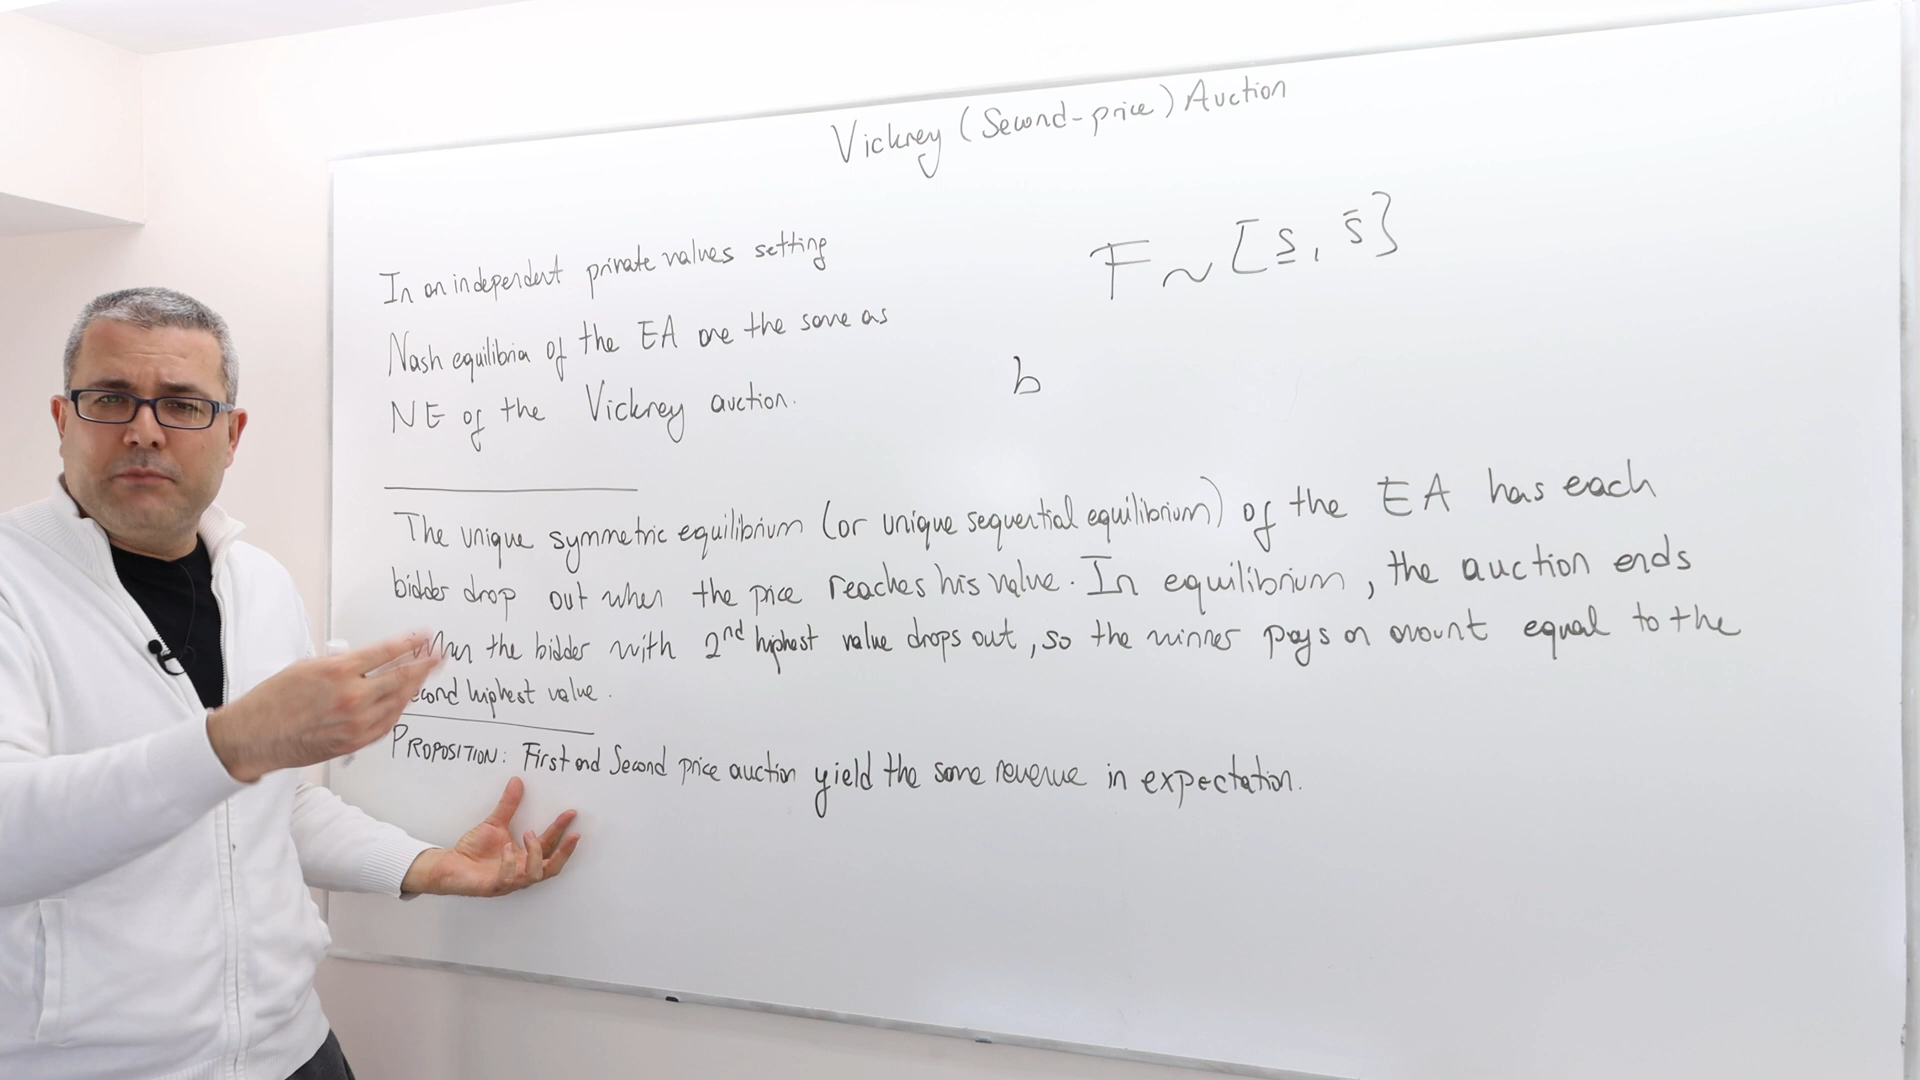 Vickrey (Second-price) Auction
F ~ [s, s̄]
In an independent private values setting
Nash equilibria of the EA are the same as
NE of the Vickrey auction.
b
The unique symmetric equilibrium (or unique sequential equilibrium) of the EA has each
bidder drop out when the price reaches his value. In equilibrium, the auction ends
when the bidder with 2nd highest value drops out, so the winner pays an amount equal to the
second highest value.
PROPOSITION: First and Second price auction yield the same revenue in expectation.